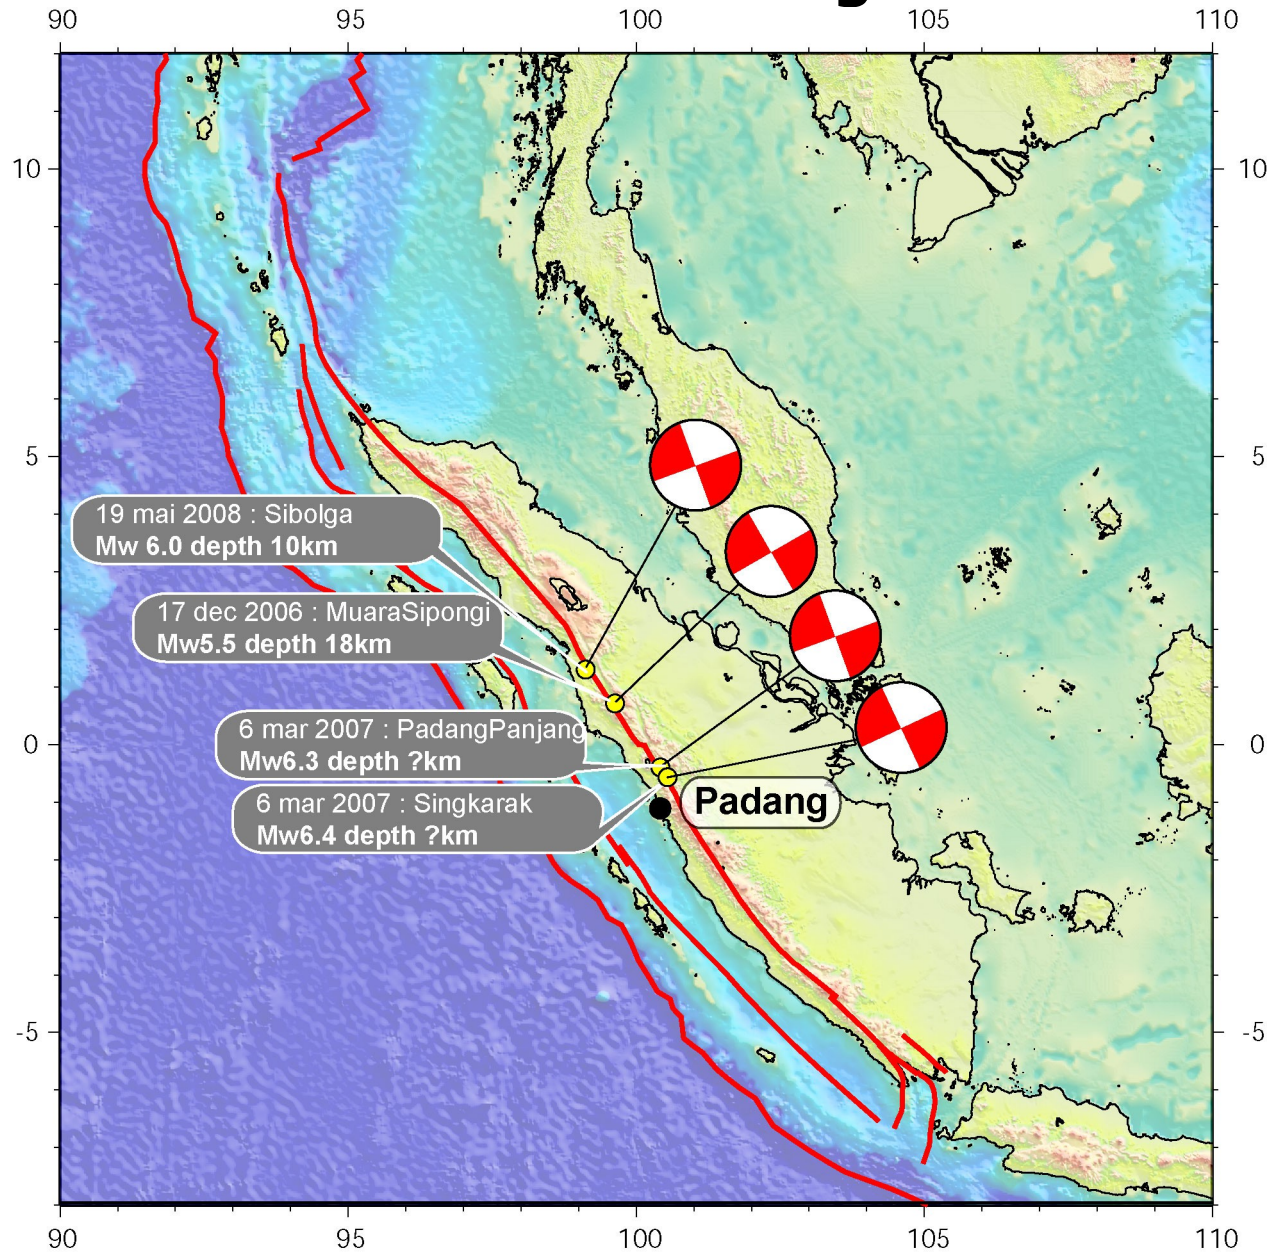 90 95 100 105 110
10 10
5 5
19 mai 2008 : Sibolga
Mw 6.0 depth 10km
17 dec 2006 : MuaraSipongi
Mw5.5 depth 18km
6 mar 2007 : PadangPanjang
0 0
Mw6.3 depth ?km
6 mar 2007 : Singkarak
Mw6.4 depth ?km
Padang
-5 -5
90 95 100 105 110